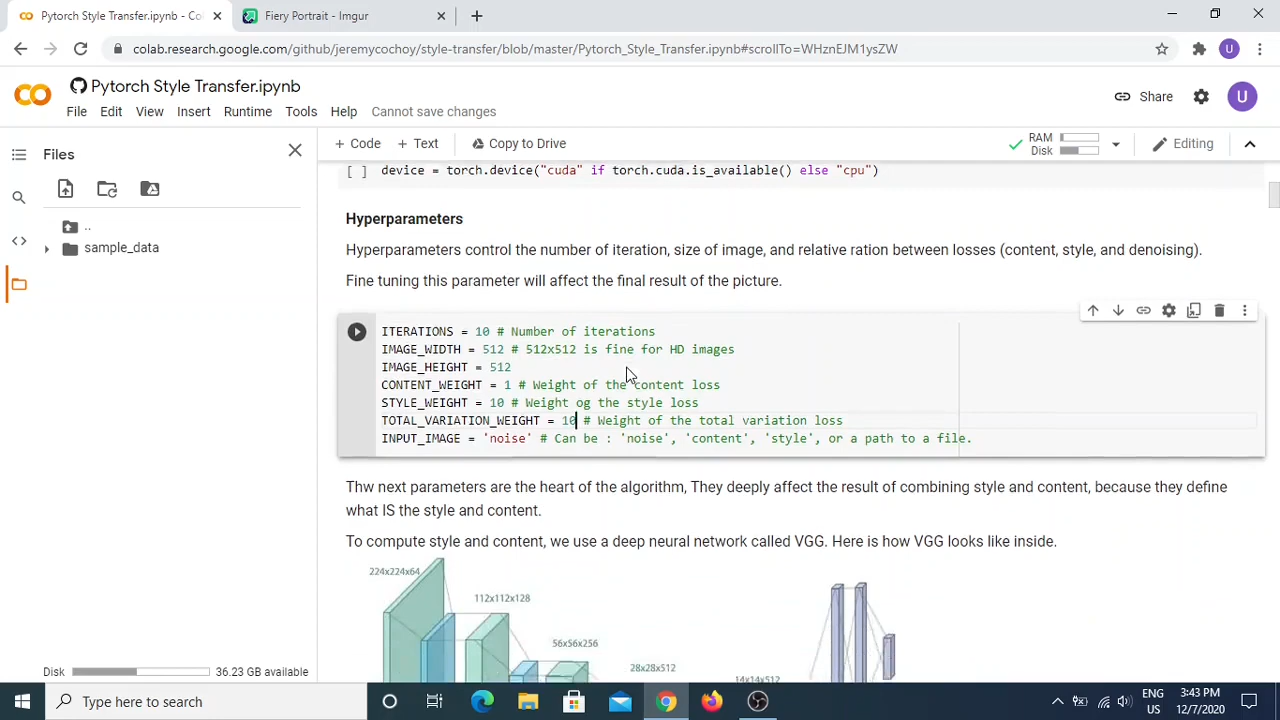 Pytorch Style Transfer.ipynb - Co
Fiery Portrait - Imgur
colab.research.google.com/github/jeremycochoy/style-transfer/blob/master/Pytorch_Style_Transfer.ipynb#scrollTo=WHznEJM1ysZW
U
Pytorch Style Transfer.ipynb
Share
U
File Edit View Insert Runtime Tools Help Cannot save changes
Files
+ Code + Text Copy to Drive
RAM
Disk
Editing
[ ] device = torch.device("cuda" if torch.cuda.is_available() else "cpu")
..
sample_data
Hyperparameters
Hyperparameters control the number of iteration, size of image, and relative ration between losses (content, style, and denoising).
Fine tuning this parameter will affect the final result of the picture.
ITERATIONS = 10 # Number of iterations
IMAGE_WIDTH = 512 # 512x512 is fine for HD images
IMAGE_HEIGHT = 512
CONTENT_WEIGHT = 1 # Weight of the content loss
STYLE_WEIGHT = 10 # Weight og the style loss
TOTAL_VARIATION_WEIGHT = 10 # Weight of the total variation loss
INPUT_IMAGE = 'noise' # Can be : 'noise', 'content', 'style', or a path to a file.
Thw next parameters are the heart of the algorithm, They deeply affect the result of combining style and content, because they define
what IS the style and content.
To compute style and content, we use a deep neural network called VGG. Here is how VGG looks like inside.
224x224x64
112x112x128
56x56x256
28x28x512
14x14x512
Disk 36.23 GB available
Type here to search
ENG
US
3:43 PM
12/7/2020